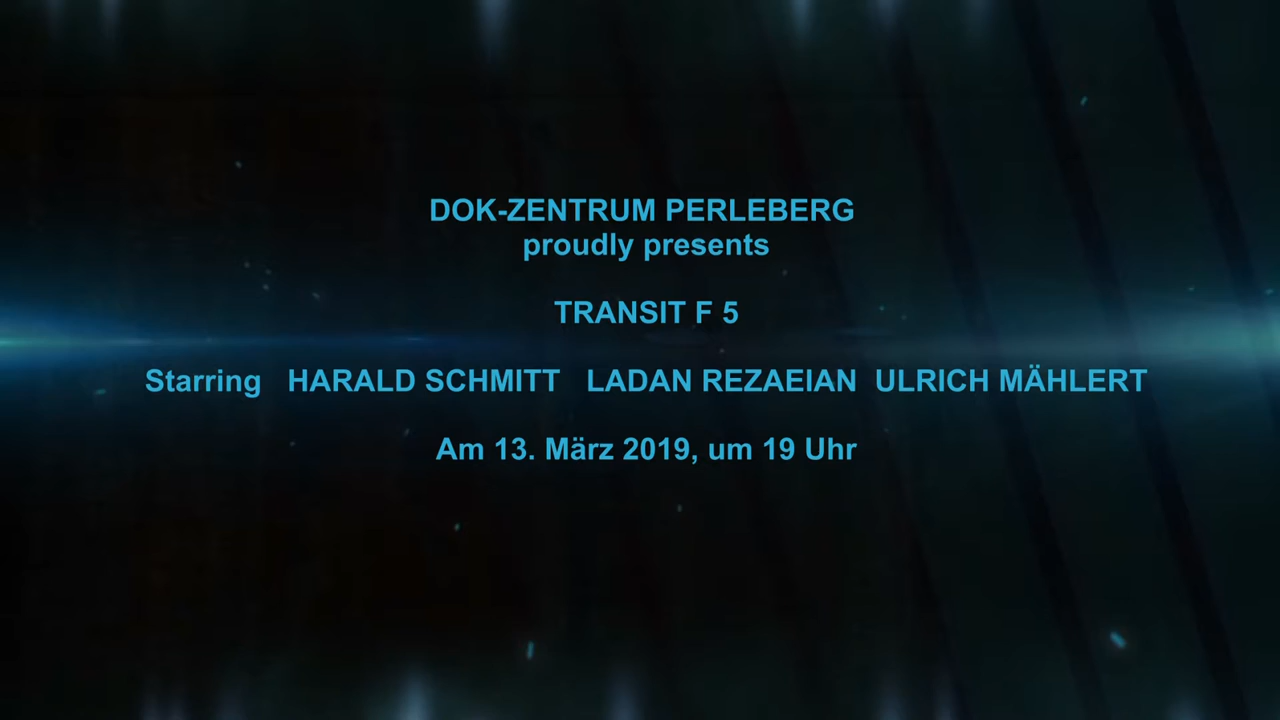 DOK-ZENTRUM PERLEBERG
proudly presents
TRANSIT F 5
Starring HARALD SCHMITT LADAN REZAEIAN ULRICH MÄHLERT
Am 13. März 2019, um 19 Uhr